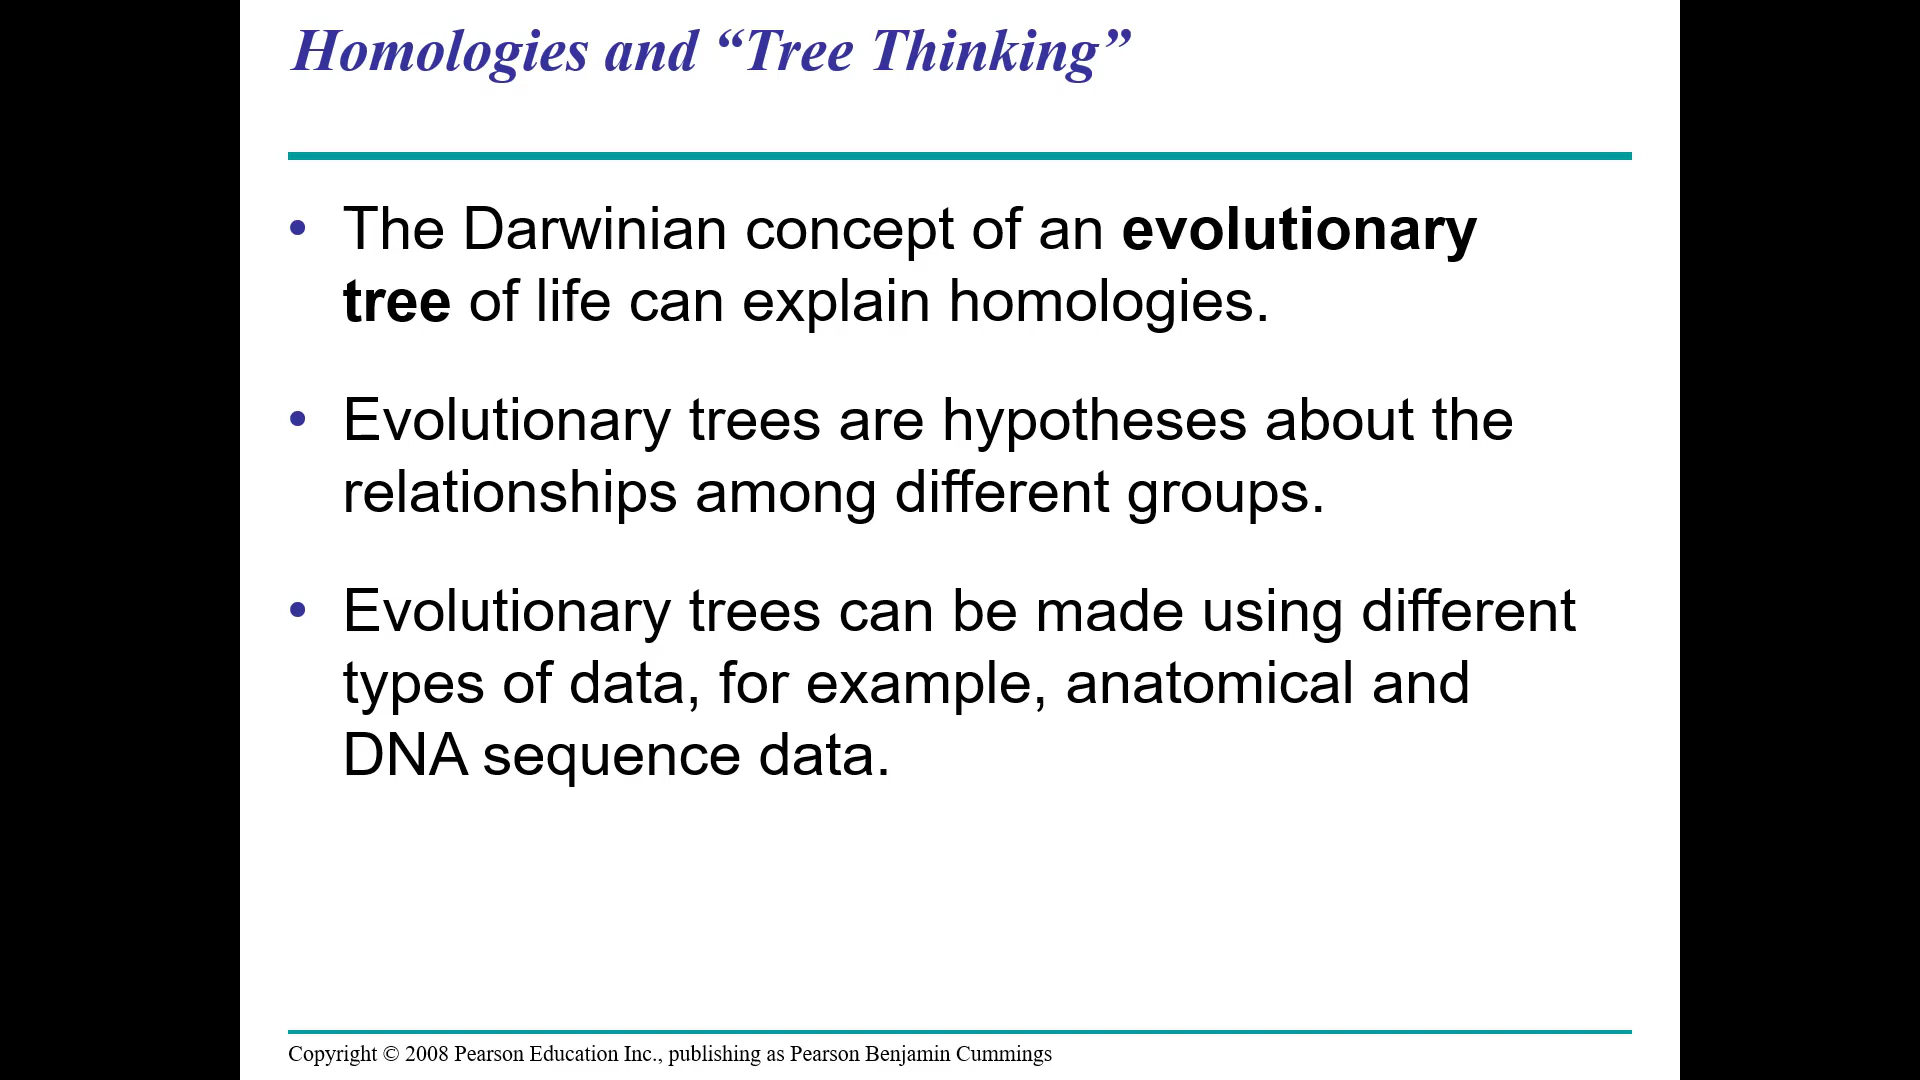 Homologies and “Tree Thinking”
• The Darwinian concept of an evolutionary
tree of life can explain homologies.
• Evolutionary trees are hypotheses about the
relationships among different groups.
• Evolutionary trees can be made using different
types of data, for example, anatomical and
DNA sequence data.
Copyright © 2008 Pearson Education Inc., publishing as Pearson Benjamin Cummings